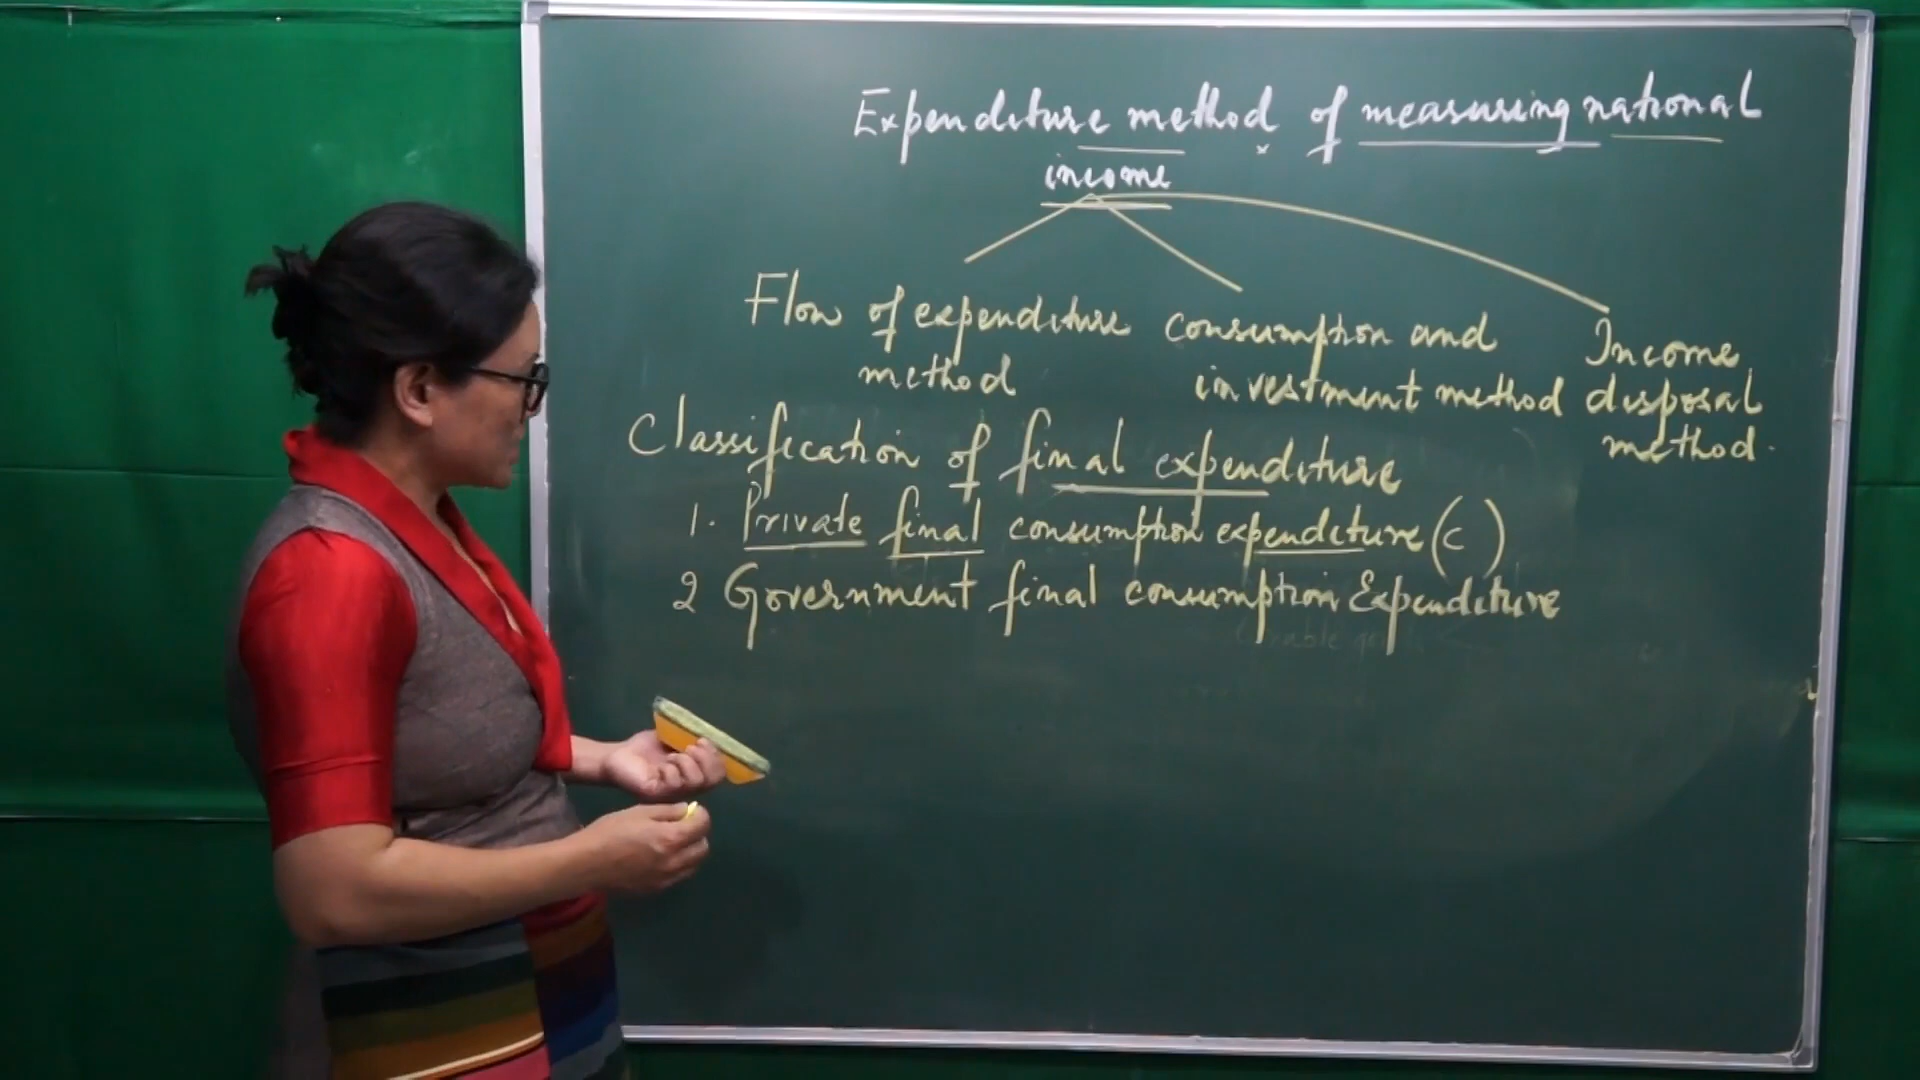 Expenditure method of measuring national
income
Flow of expenditure
method
consumption and
investment method
Income
disposal
method.
Classification of final expenditure
1. Private final consumption expenditure (c)
2 Government final consumption Expenditure